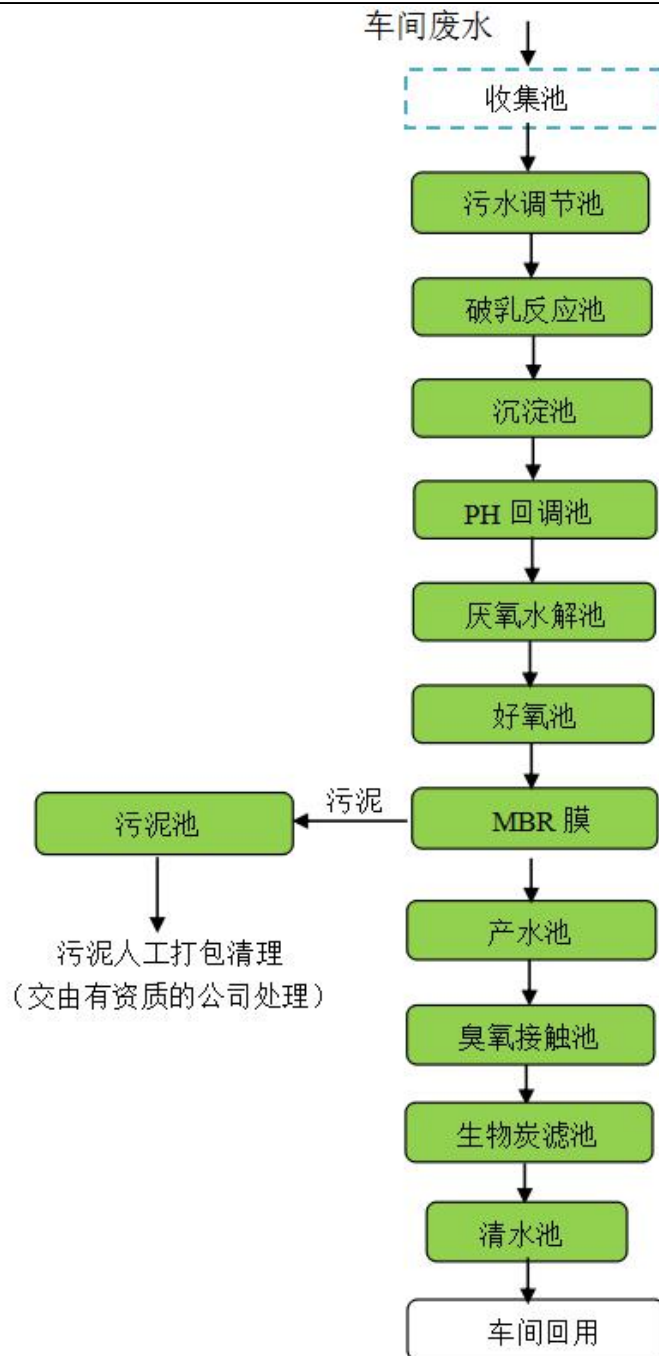 车间废水
收集池
污水调节池
破乳反应池
沉淀池
PH 回调池
厌氧水解池
好氧池
污泥池
污泥
MBR 膜
污泥人工打包清理
（交由有资质的公司处理）
产水池
臭氧接触池
生物炭滤池
清水池
车间回用